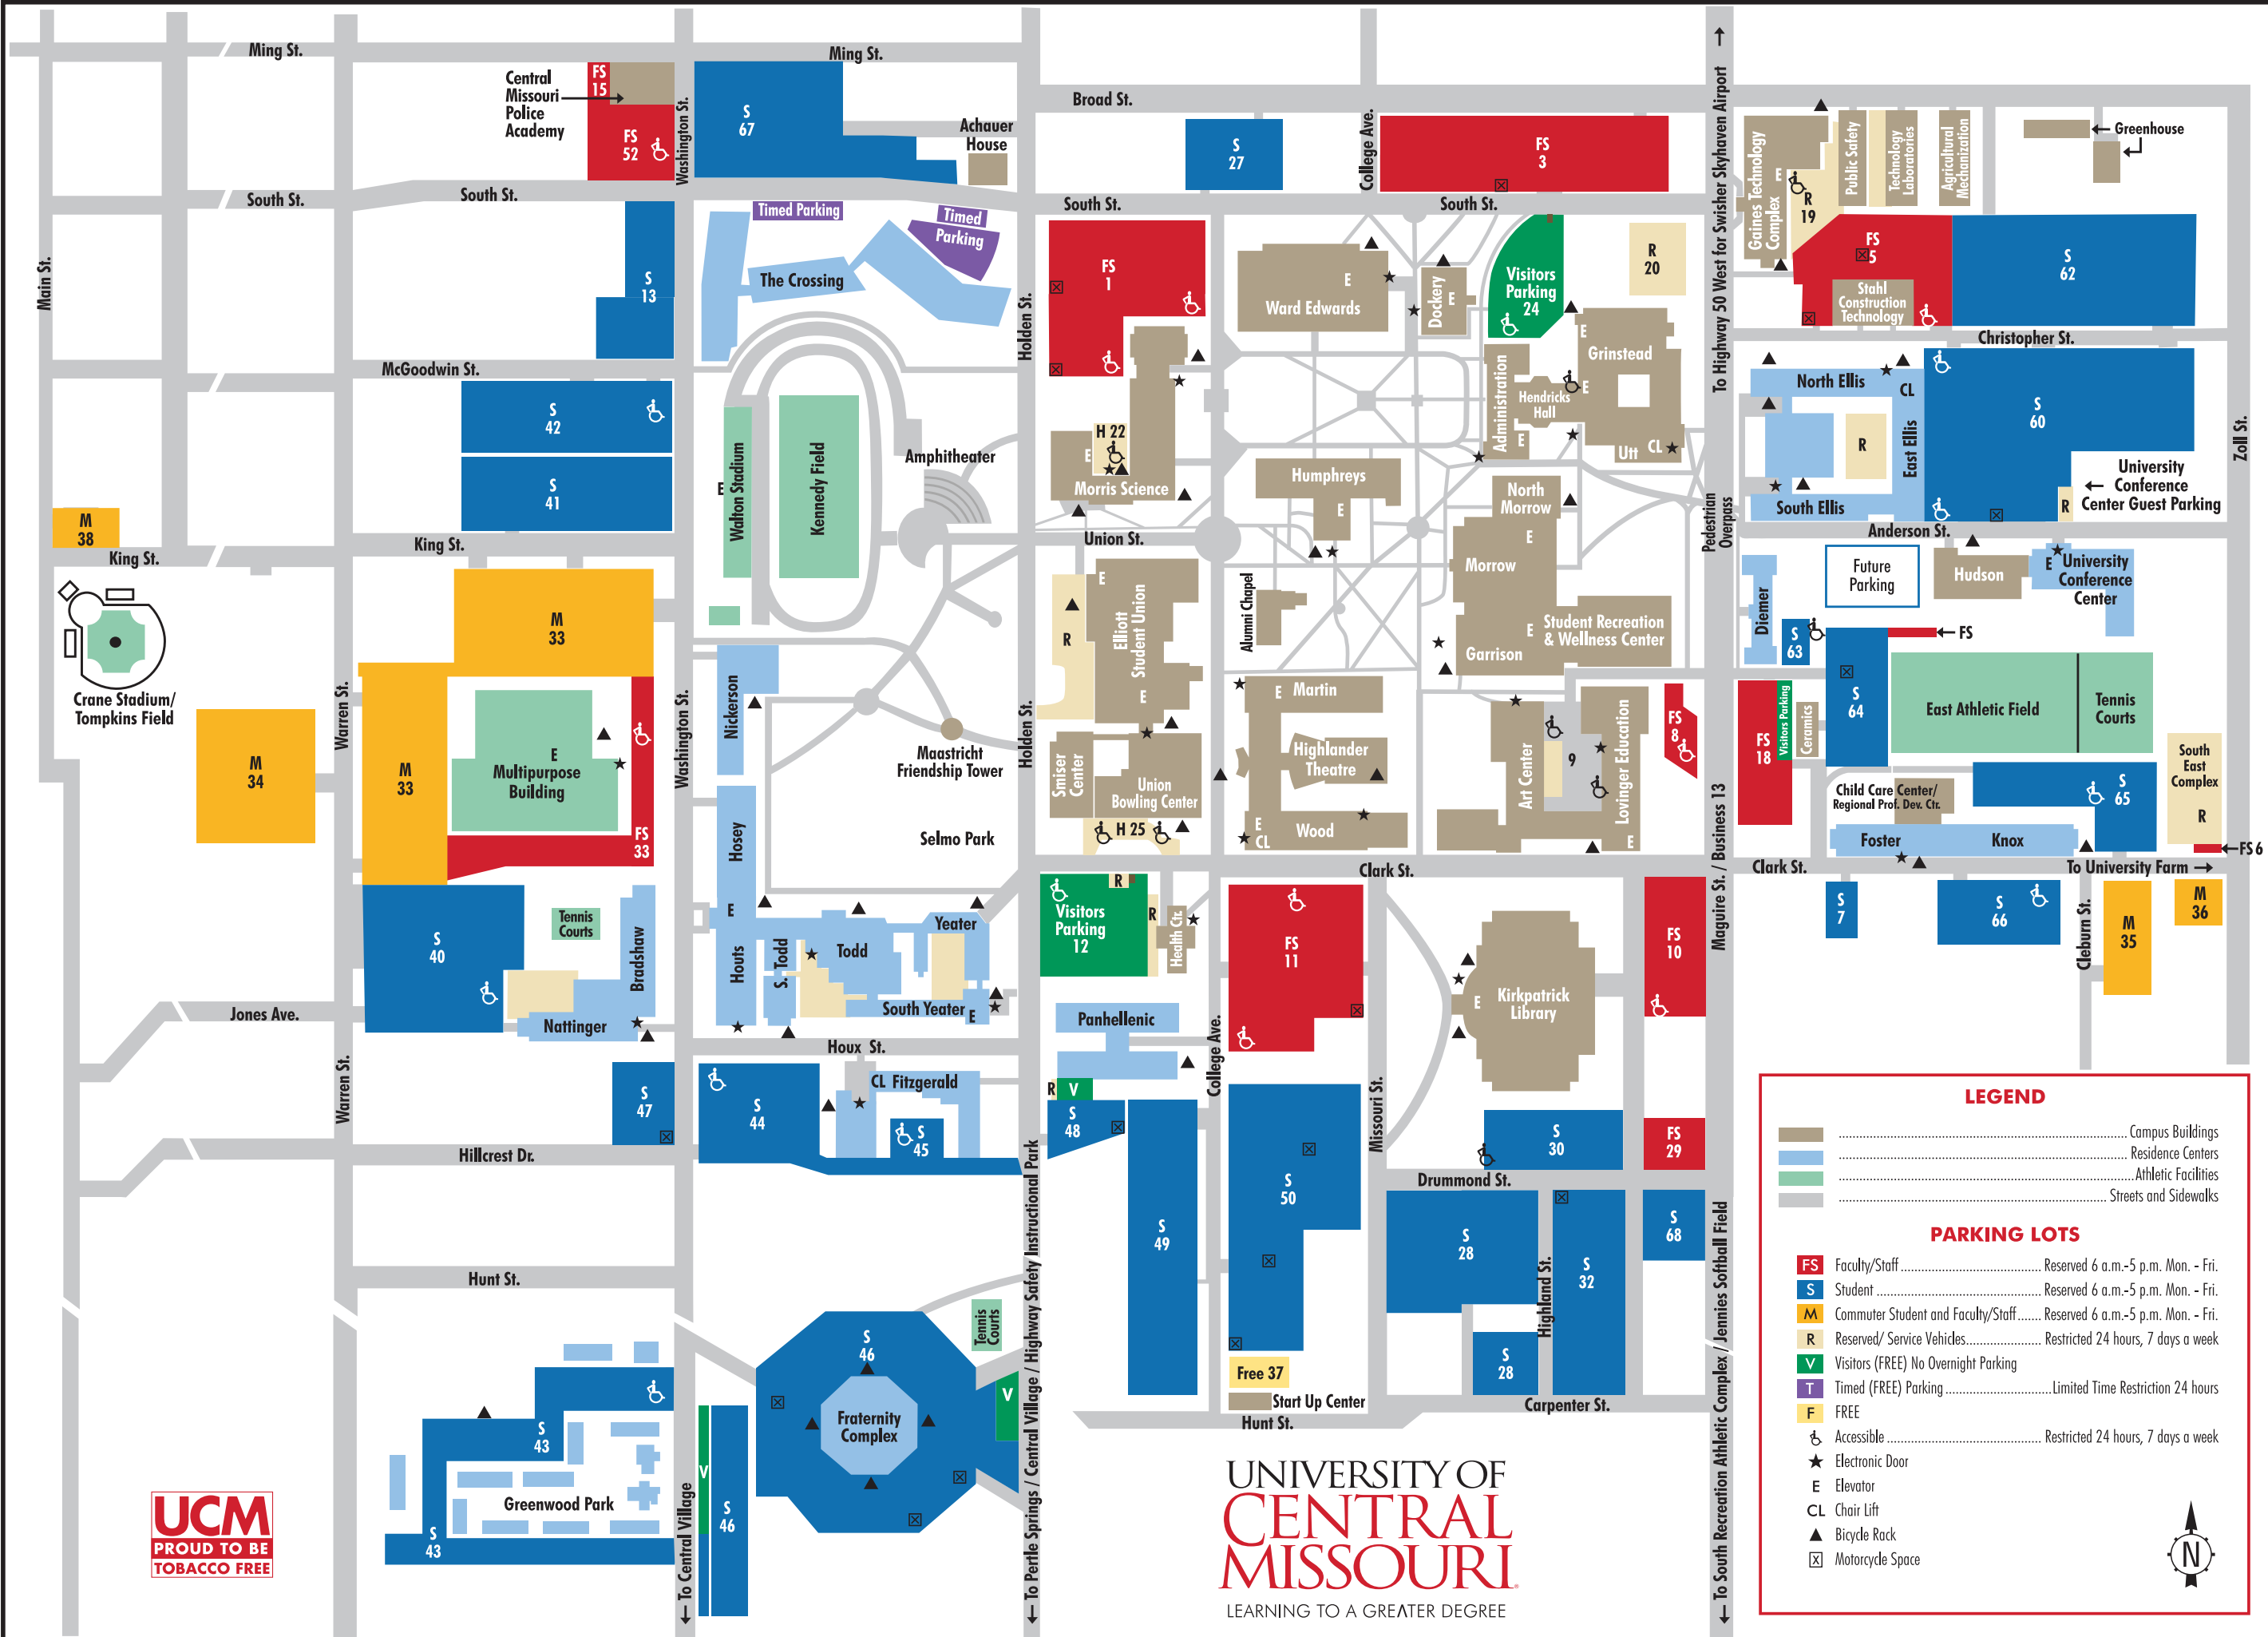 Ming St.
Ming St.
Central
Missouri
Police
Academy
FS
15
FS
52
Washington St.
S
67
Achauer
House
Broad St.
S
27
College Ave.
FS
3
To Highway 50 West for Swisher Skyhaven Airport →
Gaines Technology
Complex
E
Public Safety
Technology
Laboratories
Agricultural
Mechanization
← Greenhouse
R
19
South St.
South St.
South St.
South St.
Main St.
S
13
Timed Parking
Timed
Parking
The Crossing
Holden St.
FS
1
Ward Edwards
E
Dockery
E
Visitors
Parking
24
R
20
FS
5
Stahl
Construction
Technology
S
62
Christopher St.
McGoodwin St.
S
42
S
41
E
Walton Stadium
Kennedy Field
Amphitheater
H 22
E
Morris Science
Humphreys
E
Administration
E
Hendricks
Hall
E
Grinstead
E
Utt
CL
North
Morrow
North Ellis
CL
R
East Ellis
South Ellis
S
60
University
← Conference
Center Guest Parking
R
Zoll St.
M
38
King St.
King St.
Union St.
Pedestrian
Overpass
Anderson St.
Crane Stadium/
Tompkins Field
M
33
M
33
M
34
Warren St.
E
Multipurpose
Building
FS
33
Washington St.
Nickerson
Maastricht
Friendship Tower
Holden St.
R
E
Elliott
Student Union
E
Alumni Chapel
E
Morrow
E
Garrison
Student Recreation
& Wellness Center
Diemer
Future
Parking
Hudson
E
University
Conference
Center
S
63
← FS
S
64
East Athletic Field
Tennis
Courts
E
Martin
Highlander
Theatre
E
CL
Wood
Smiser
Center
Union
Bowling Center
H 25
Art Center
9
Lovinger Education
E
FS
8
FS
18
Visitors Parking
Ceramics
Child Care Center/
Regional Prof. Dev. Ctr.
S
65
South
East
Complex
R
Foster
Knox
← FS 6
Hosey
Selmo Park
Clark St.
Clark St.
To University Farm →
S
40
Tennis
Courts
Bradshaw
Nattinger
E
Houts
S. Todd
Todd
Yeater
South Yeater
E
Visitors
Parking
12
R
R
Health Ctr.
FS
11
E
Kirkpatrick
Library
FS
10
Maguire St. / Business 13
S
7
S
66
Cleburn St.
M
35
M
36
Jones Ave.
Warren St.
Houx St.
Panhellenic
College Ave.
S
47
S
44
CL
Fitzgerald
S
45
R
V
S
48
S
49
S
50
Missouri St.
S
30
FS
29
Drummond St.
Hillcrest Dr.
S
28
S
28
Highland St.
S
32
S
68
Hunt St.
Tennis
Courts
S
46
Fraternity
Complex
V
Free 37
Start Up Center
Hunt St.
Carpenter St.
S
43
S
43
Greenwood Park
V
S
46
← To Central Village
← To Pertle Springs / Central Village / Highway Safety Instructional Park
← To South Recreation Athletic Complex / Jennies Softball Field
UCM
PROUD TO BE
TOBACCO FREE
UNIVERSITY OF
CENTRAL
MISSOURI.
LEARNING TO A GREATER DEGREE
LEGEND
Campus Buildings
Residence Centers
Athletic Facilities
Streets and Sidewalks
PARKING LOTS
FS Faculty/Staff Reserved 6 a.m.-5 p.m. Mon. - Fri.
S Student Reserved 6 a.m.-5 p.m. Mon. - Fri.
M Commuter Student and Faculty/Staff Reserved 6 a.m.-5 p.m. Mon. - Fri.
R Reserved/ Service Vehicles Restricted 24 hours, 7 days a week
V Visitors (FREE) No Overnight Parking
T Timed (FREE) Parking Limited Time Restriction 24 hours
F FREE
Accessible Restricted 24 hours, 7 days a week
★ Electronic Door
E Elevator
CL Chair Lift
▲ Bicycle Rack
Motorcycle Space
N